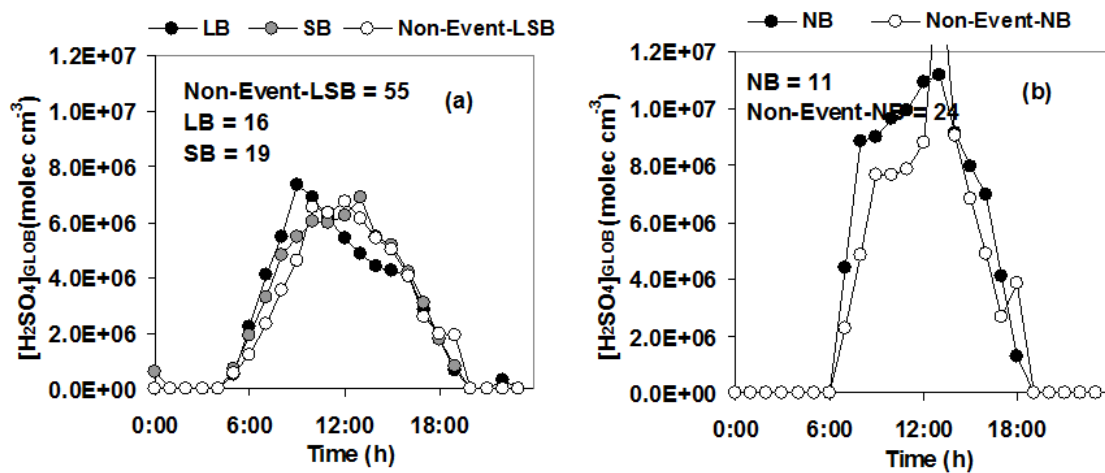 LB SB Non-Event-LSB
1.2E+07
1.0E+07
8.0E+06
6.0E+06
4.0E+06
2.0E+06
0.0E+00
[H2SO4]GLOB(molec cm-3)
Non-Event-LSB = 55
LB = 16
SB = 19
(a)
0:00 6:00 12:00 18:00
Time (h)
NB Non-Event-NB
1.2E+07
1.0E+07
8.0E+06
6.0E+06
4.0E+06
2.0E+06
0.0E+00
[H2SO4]GLOB(molec cm-3)
NB = 11
Non-Event-NB = 24
(b)
0:00 6:00 12:00 18:00
Time (h)